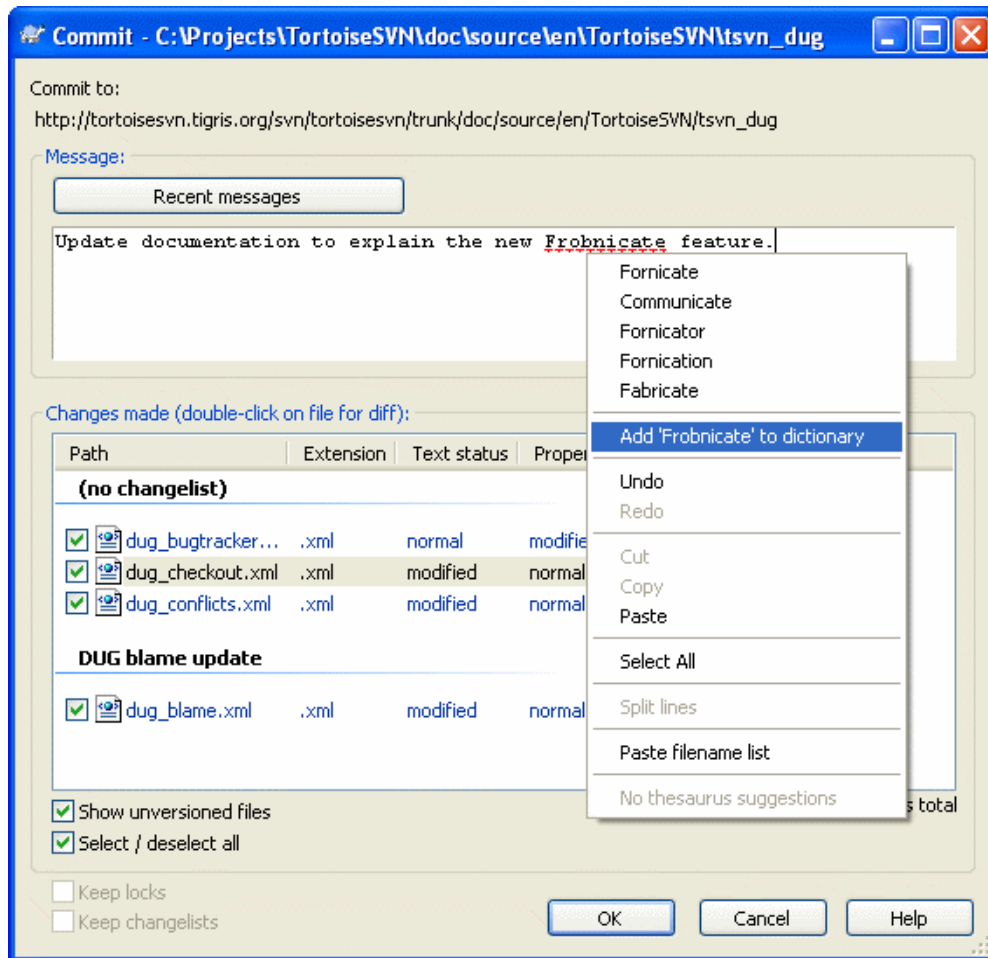 Commit - C:\Projects\TortoiseSVN\doc\source\en\TortoiseSVN\tsvn_dug
Commit to:
http://tortoisesvn.tigris.org/svn/tortoisesvn/trunk/doc/source/en/TortoiseSVN/tsvn_dug
Message:
Recent messages
Update documentation to explain the new Frobnicate feature.
Fornicate
Communicate
Fornicator
Fornication
Fabricate
Add 'Frobnicate' to dictionary
Undo
Redo
Cut
Copy
Paste
Select All
Split lines
Paste filename list
No thesaurus suggestions
Changes made (double-click on file for diff):
Path Extension Text status
(no changelist)
dug_bugtracker... .xml normal
dug_checkout.xml .xml modified normal
dug_conflicts.xml .xml modified normal
DUG blame update
dug_blame.xml .xml modified normal
Show unversioned files total
Select / deselect all
Keep locks
Keep changelists
OK Cancel Help